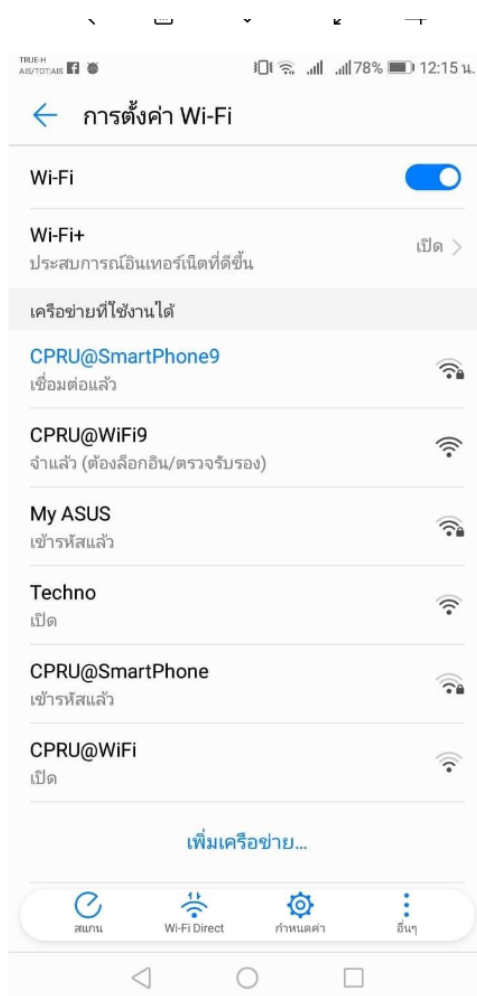 TRUE-H
AIS/TOT|AIS
78% 12:15 น.
การตั้งค่า Wi-Fi
Wi-Fi
Wi-Fi+
ประสบการณ์อินเทอร์เน็ตที่ดีขึ้น
เปิด
เครือข่ายที่ใช้งานได้
CPRU@SmartPhone9
เชื่อมต่อแล้ว
CPRU@WiFi9
จำแล้ว (ต้องล็อกอิน/ตรวจรับรอง)
My ASUS
เข้ารหัสแล้ว
Techno
เปิด
CPRU@SmartPhone
เข้ารหัสแล้ว
CPRU@WiFi
เปิด
เพิ่มเครือข่าย...
สแกน Wi-Fi Direct กำหนดค่า อื่นๆ